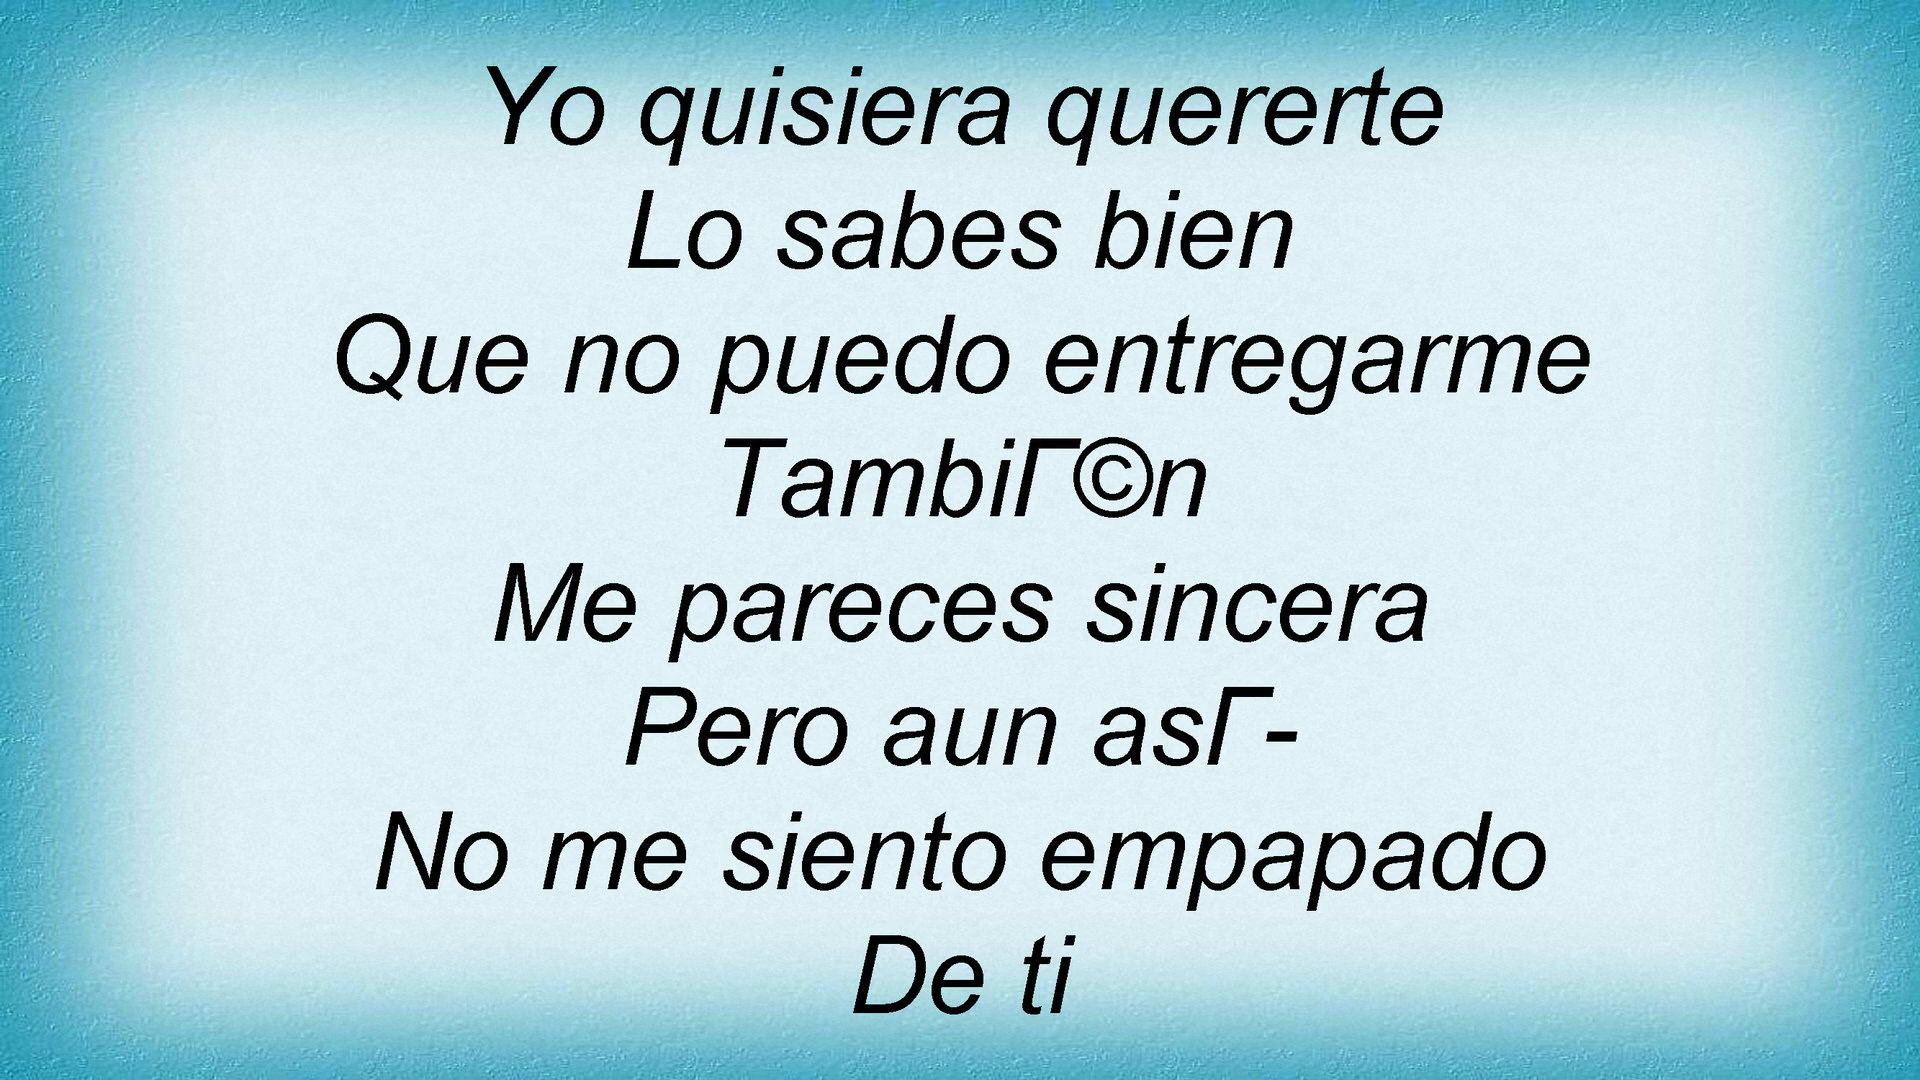 Yo quisiera quererte
Lo sabes bien
Que no puedo entregarme
TambiГ©n
Me pareces sincera
Pero aun asГ-
No me siento empapado
De ti